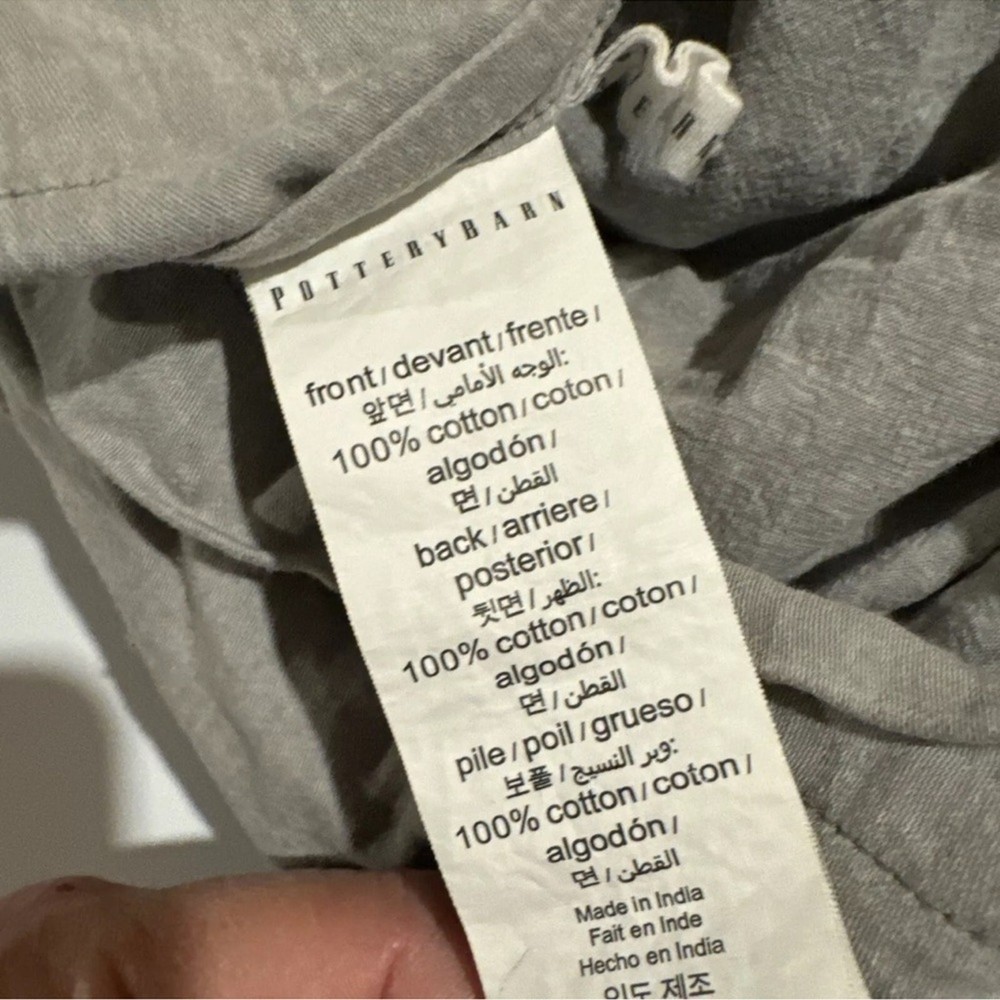 POTTERYBARN
front/devant/frente/
앞면/الوجه الأمامي:
100% cotton/coton/
algodón/
면/القطن
back/arriere/
posterior/
뒷면/الظهر:
100% cotton/coton/
algodón/
면/القطن
pile/poil/grueso/
보풀/وبر النسيج:
100% cotton/coton/
algodón/
면/القطن
Made in India
Fait en Inde
Hecho en India
인도 제조